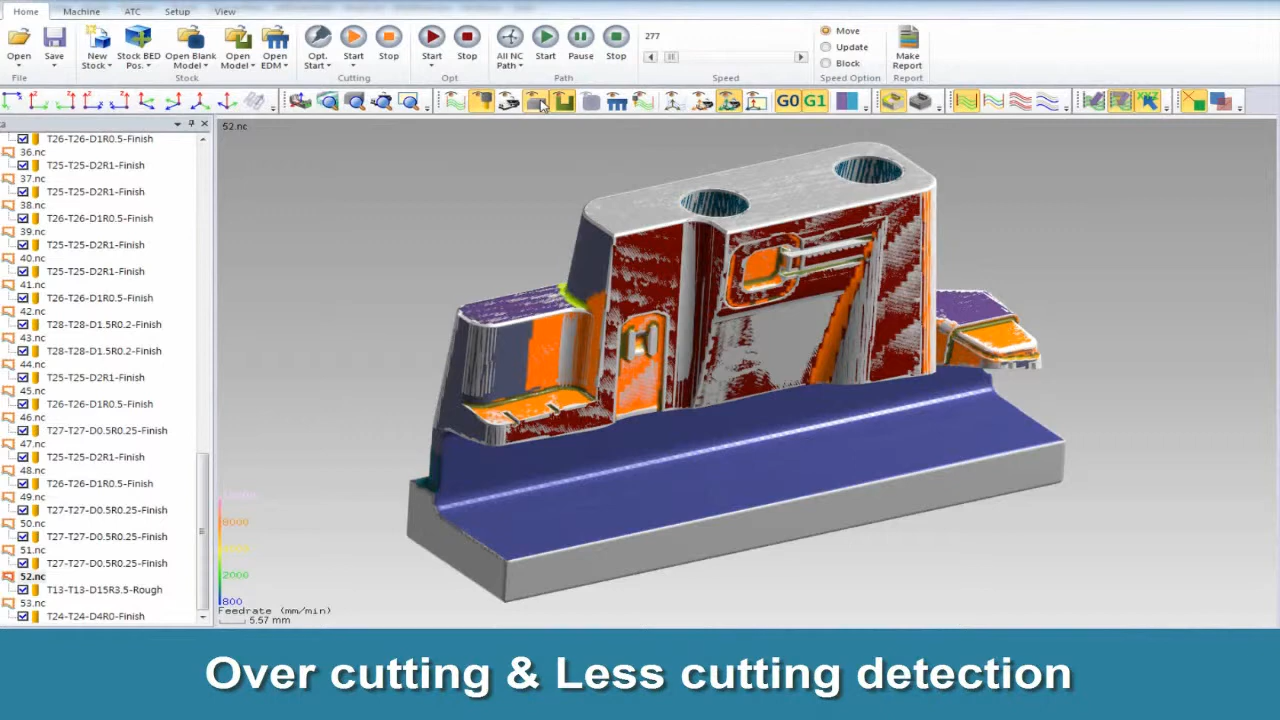 Home Machine ATC Setup View
Open Save New Stock Stock BED Pos. Open Blank Model Open Model Open EDM Opt. Start Start Stop Start Stop All NC Path Start Pause Stop
277
Move
Update
Block
Make Report
File Stock Cutting Opt Path Speed Speed Option Report
G0 G1
52.nc
T26-T26-D1R0.5-Finish
36.nc
T25-T25-D2R1-Finish
37.nc
T25-T25-D2R1-Finish
38.nc
T26-T26-D1R0.5-Finish
39.nc
T25-T25-D2R1-Finish
40.nc
T25-T25-D2R1-Finish
41.nc
T26-T26-D1R0.5-Finish
42.nc
T28-T28-D1.5R0.2-Finish
43.nc
T28-T28-D1.5R0.2-Finish
44.nc
T25-T25-D2R1-Finish
45.nc
T26-T26-D1R0.5-Finish
46.nc
T27-T27-D0.5R0.25-Finish
47.nc
T25-T25-D2R1-Finish
48.nc
T26-T26-D1R0.5-Finish
49.nc
T27-T27-D0.5R0.25-Finish
50.nc
T27-T27-D0.5R0.25-Finish
51.nc
T27-T27-D0.5R0.25-Finish
52.nc
T13-T13-D15R3.5-Rough
53.nc
T24-T24-D4R0-Finish
8000
2000
800
Feedrate (mm/min)
5.57 mm
Over cutting & Less cutting detection